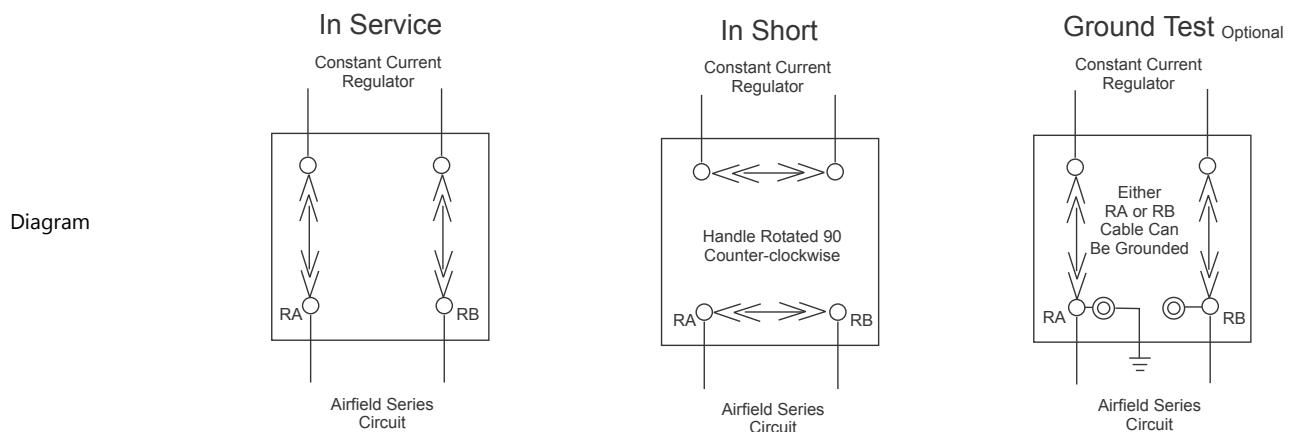 Diagram
In Service
Constant Current
Regulator
RA
RB
Airfield Series
Circuit
In Short
Constant Current
Regulator
Handle Rotated 90
Counter-clockwise
RA
RB
Airfield Series
Circuit
Ground Test Optional
Constant Current
Regulator
Either
RA or RB
Cable Can
Be Grounded
RA
RB
Airfield Series
Circuit